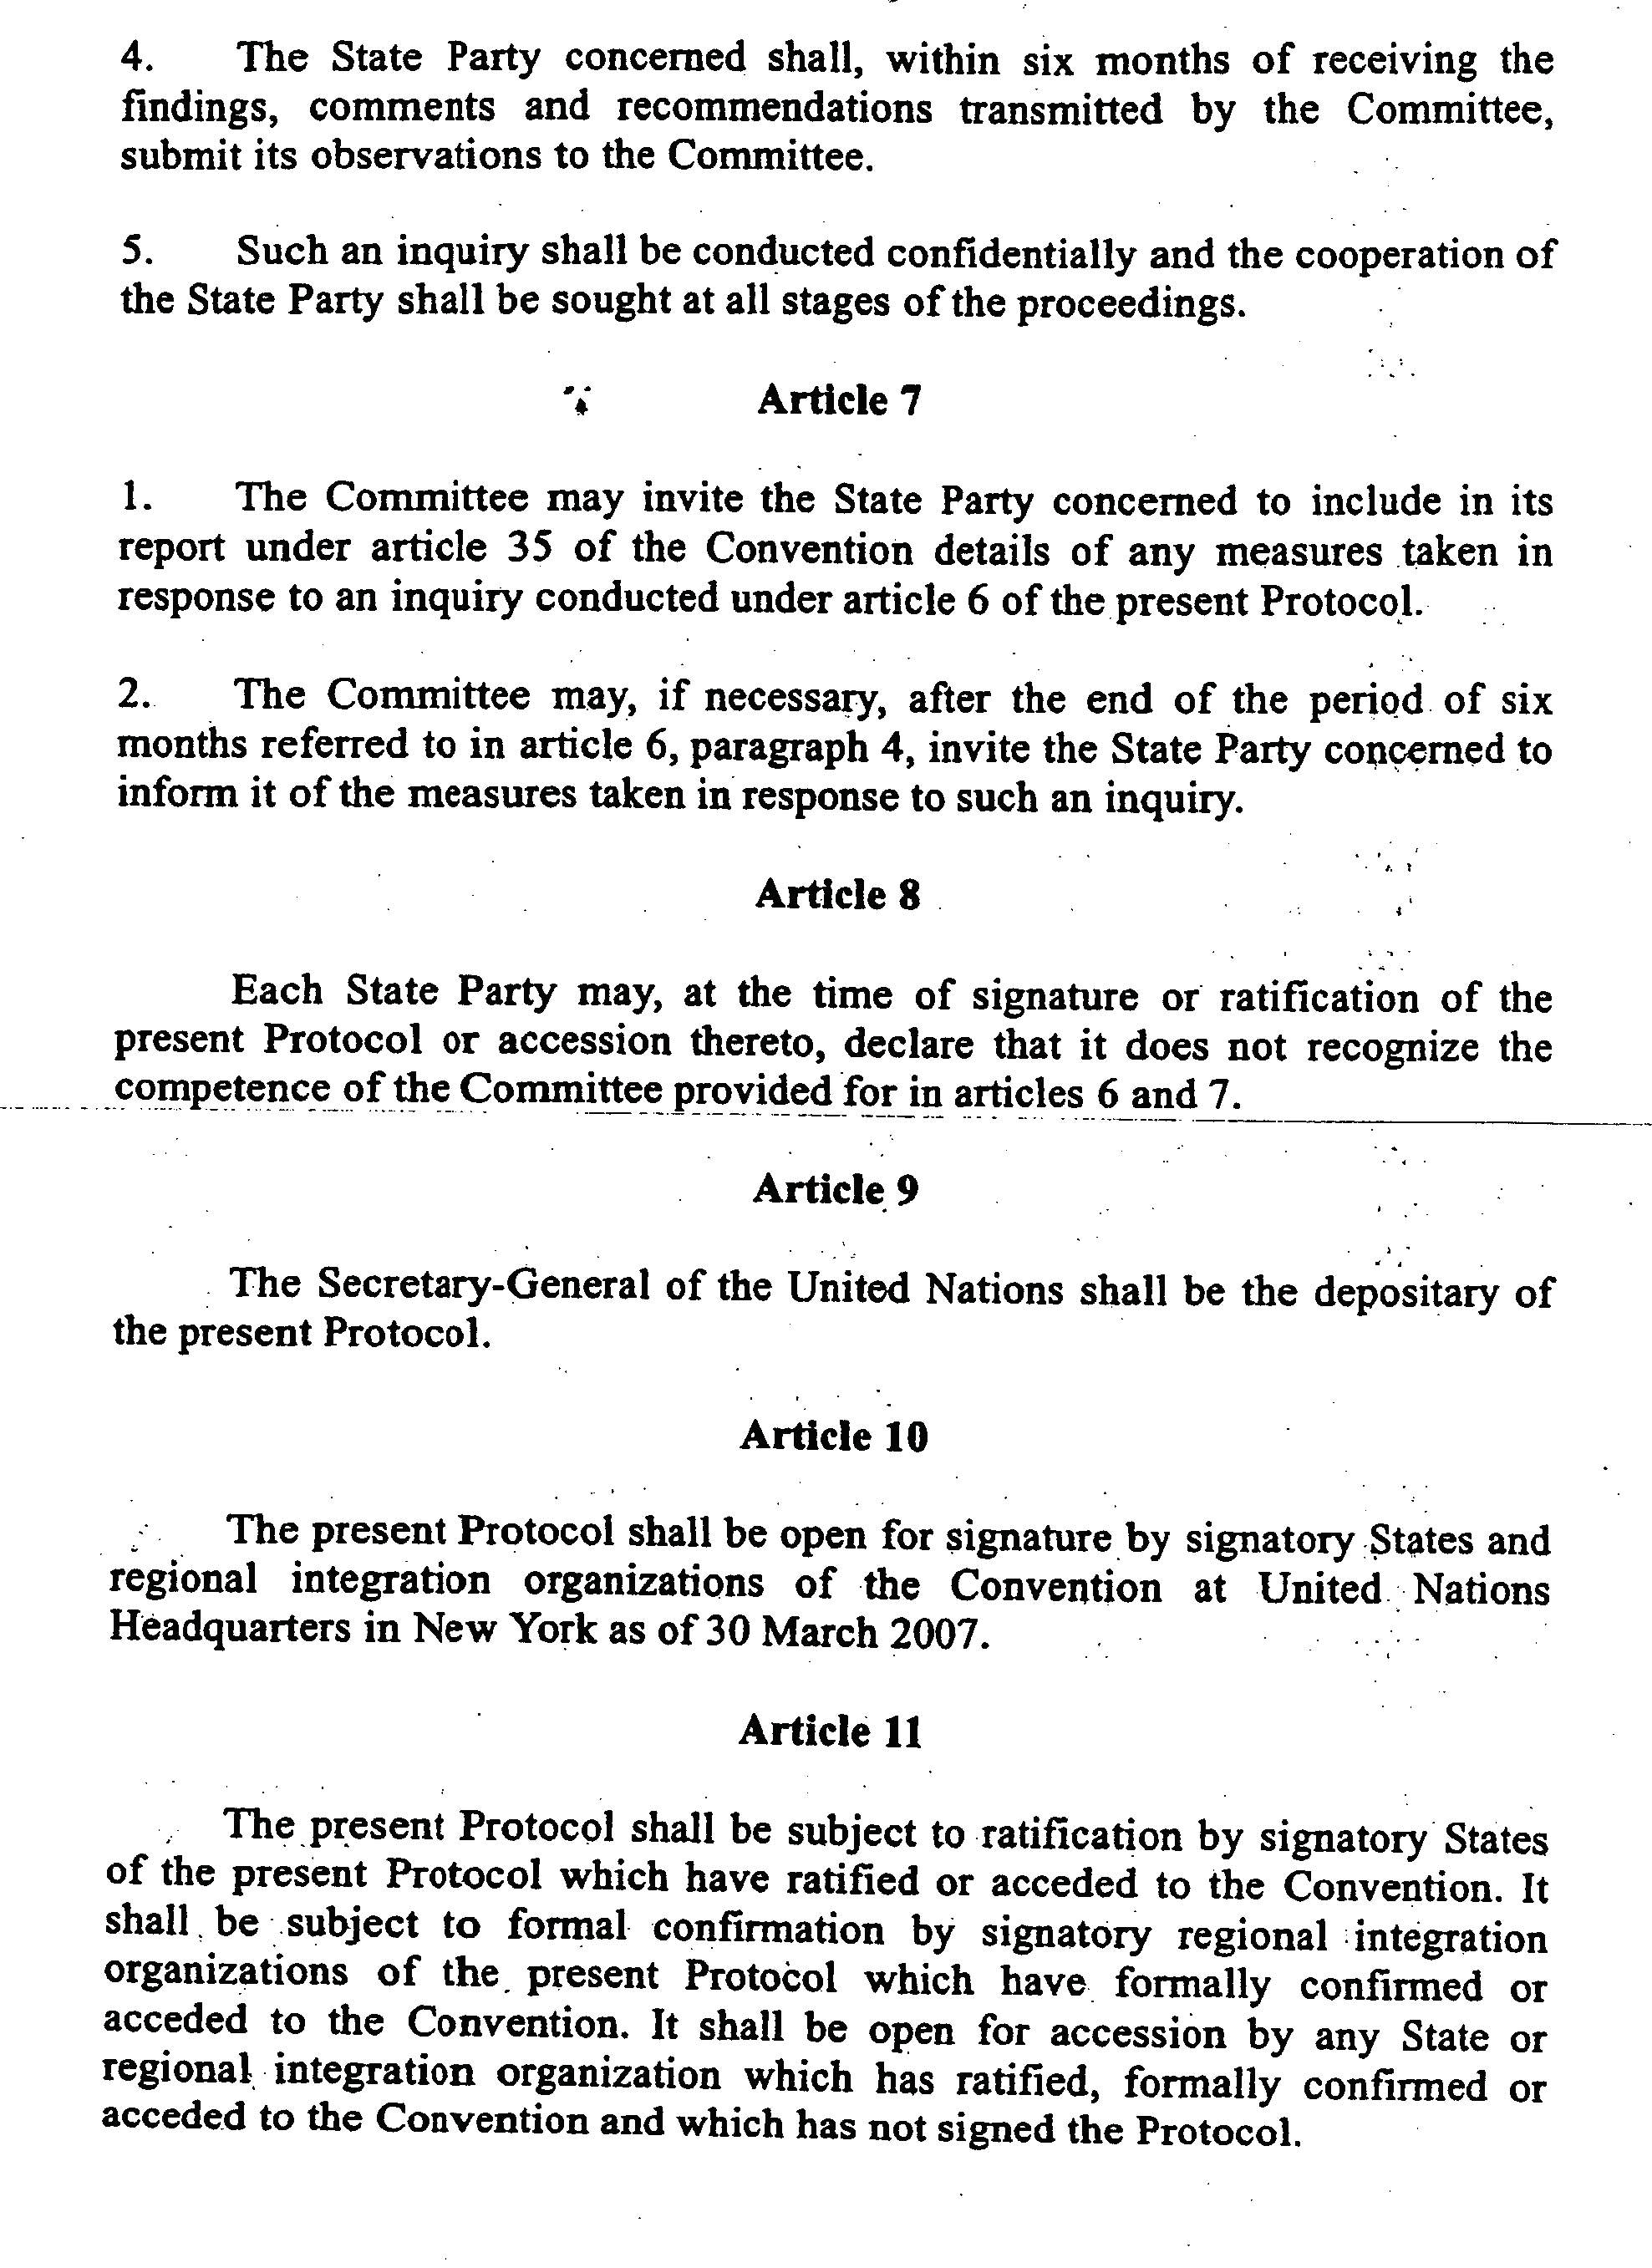 4. The State Party concerned shall, within six months of receiving the
findings, comments and recommendations transmitted by the Committee,
submit its observations to the Committee.
5. Such an inquiry shall be conducted confidentially and the cooperation of
the State Party shall be sought at all stages of the proceedings.
Article 7
1. The Committee may invite the State Party concerned to include in its
report under article 35 of the Convention details of any measures taken in
response to an inquiry conducted under article 6 of the present Protocol.
2. The Committee may, if necessary, after the end of the period of six
months referred to in article 6, paragraph 4, invite the State Party concerned to
inform it of the measures taken in response to such an inquiry.
Article 8
Each State Party may, at the time of signature or ratification of the
present Protocol or accession thereto, declare that it does not recognize the
competence of the Committee provided for in articles 6 and 7.
Article 9
The Secretary-General of the United Nations shall be the depositary of
the present Protocol.
Article 10
The present Protocol shall be open for signature by signatory States and
regional integration organizations of the Convention at United Nations
Headquarters in New York as of 30 March 2007.
Article 11
The present Protocol shall be subject to ratification by signatory States
of the present Protocol which have ratified or acceded to the Convention. It
shall be subject to formal confirmation by signatory regional integration
organizations of the present Protocol which have formally confirmed or
acceded to the Convention. It shall be open for accession by any State or
regional integration organization which has ratified, formally confirmed or
acceded to the Convention and which has not signed the Protocol.